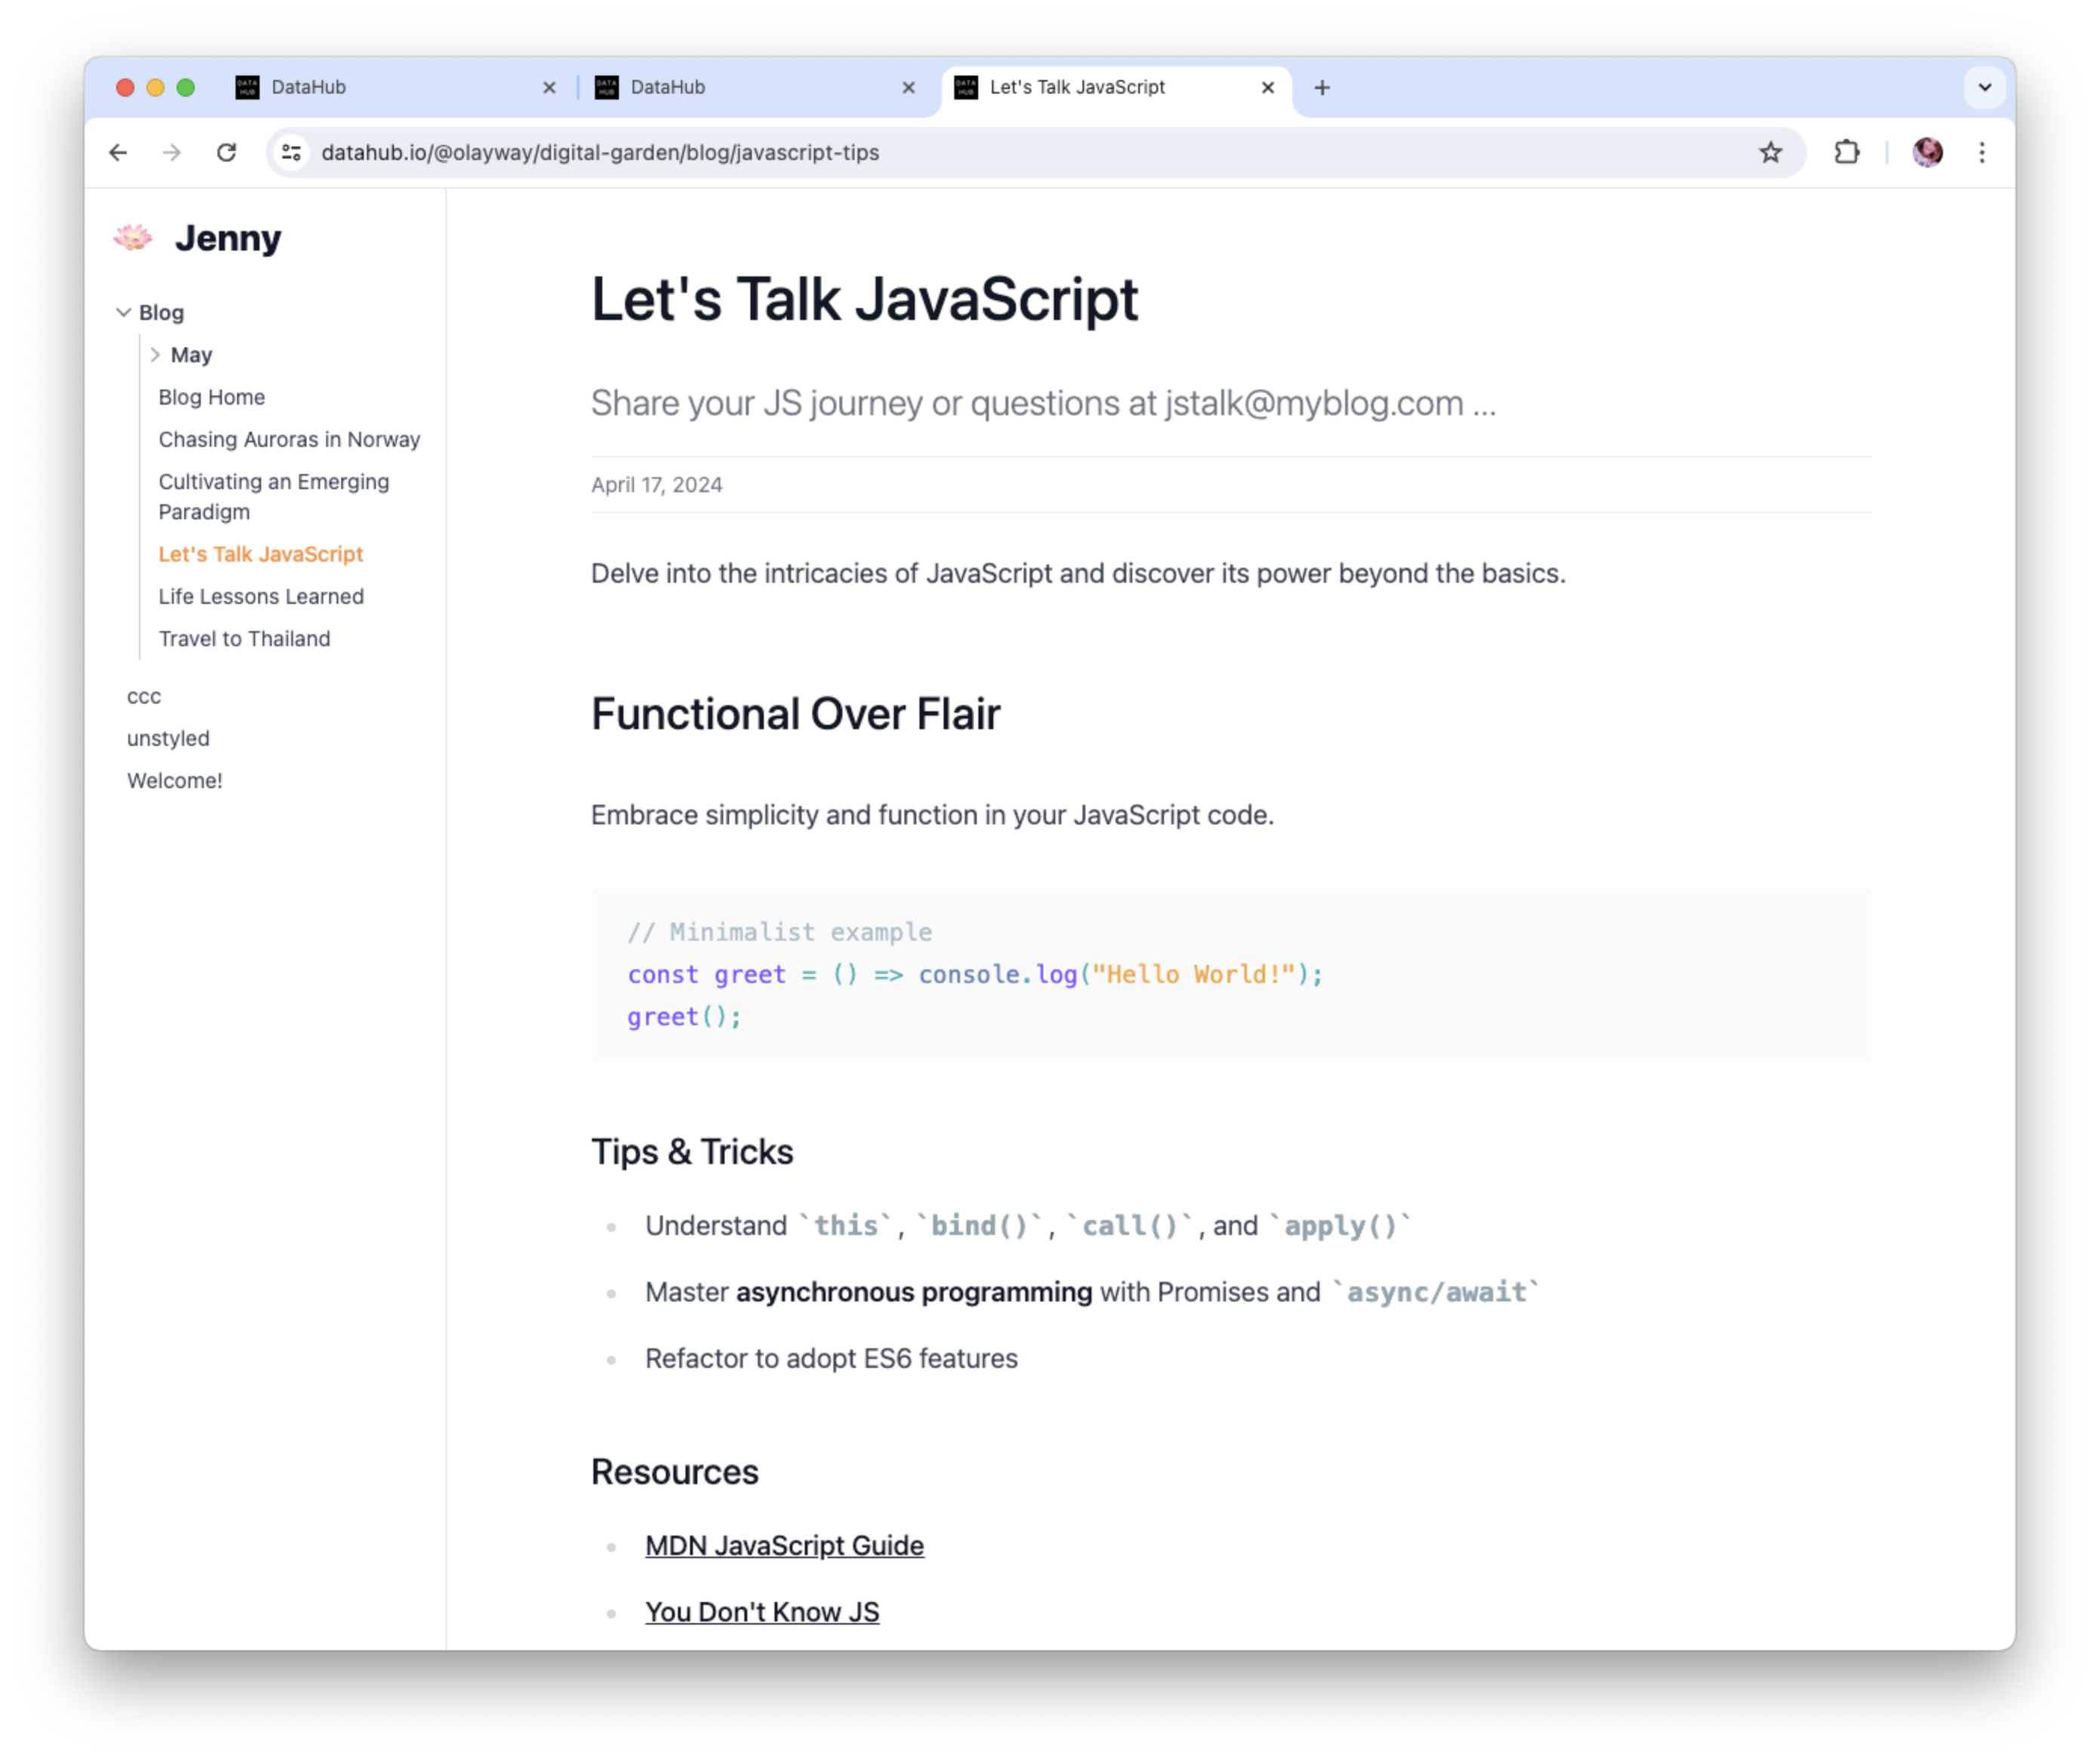 DataHub
DataHub
Let's Talk JavaScript
datahub.io/@olayway/digital-garden/blog/javascript-tips
Jenny
Blog
May
Blog Home
Chasing Auroras in Norway
Cultivating an Emerging
Paradigm
Let's Talk JavaScript
Life Lessons Learned
Travel to Thailand
ccc
unstyled
Welcome!
Let's Talk JavaScript
Share your JS journey or questions at jstalk@myblog.com ...
April 17, 2024
Delve into the intricacies of JavaScript and discover its power beyond the basics.
Functional Over Flair
Embrace simplicity and function in your JavaScript code.
// Minimalist example
const greet = () => console.log("Hello World!");
greet();
Tips & Tricks
Understand `this`, `bind()`, `call()`, and `apply()`
Master asynchronous programming with Promises and `async/await`
Refactor to adopt ES6 features
Resources
MDN JavaScript Guide
You Don't Know JS